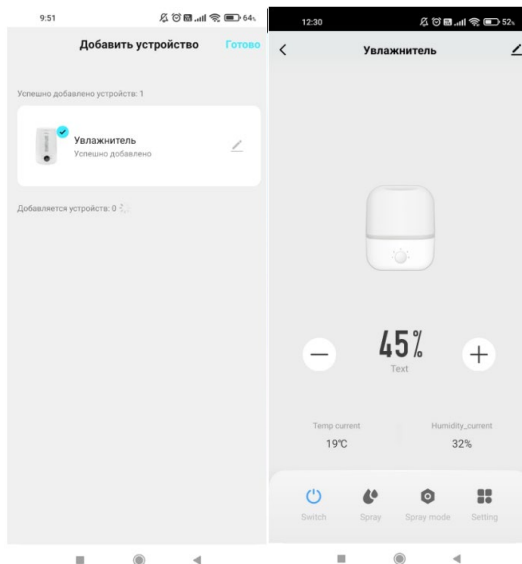 9:51
64%
Добавить устройство
Готово
Успешно добавлено устройств: 1
Увлажнитель
Успешно добавлено
Добавляется устройств: 0
12:30
52%
Увлажнитель
45%
Text
Temp current
Humidity_current
19℃
32%
Switch
Spray
Spray mode
Setting